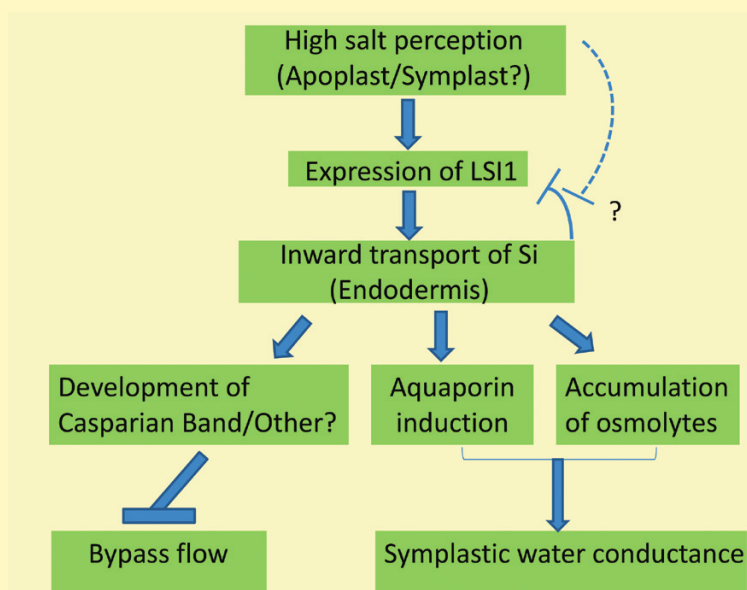 High salt perception
(Apoplast/Symplast?)
Expression of LSI1
?
Inward transport of Si
(Endodermis)
Development of
Casparian Band/Other?
Aquaporin
induction
Accumulation
of osmolytes
Bypass flow
Symplastic water conductance